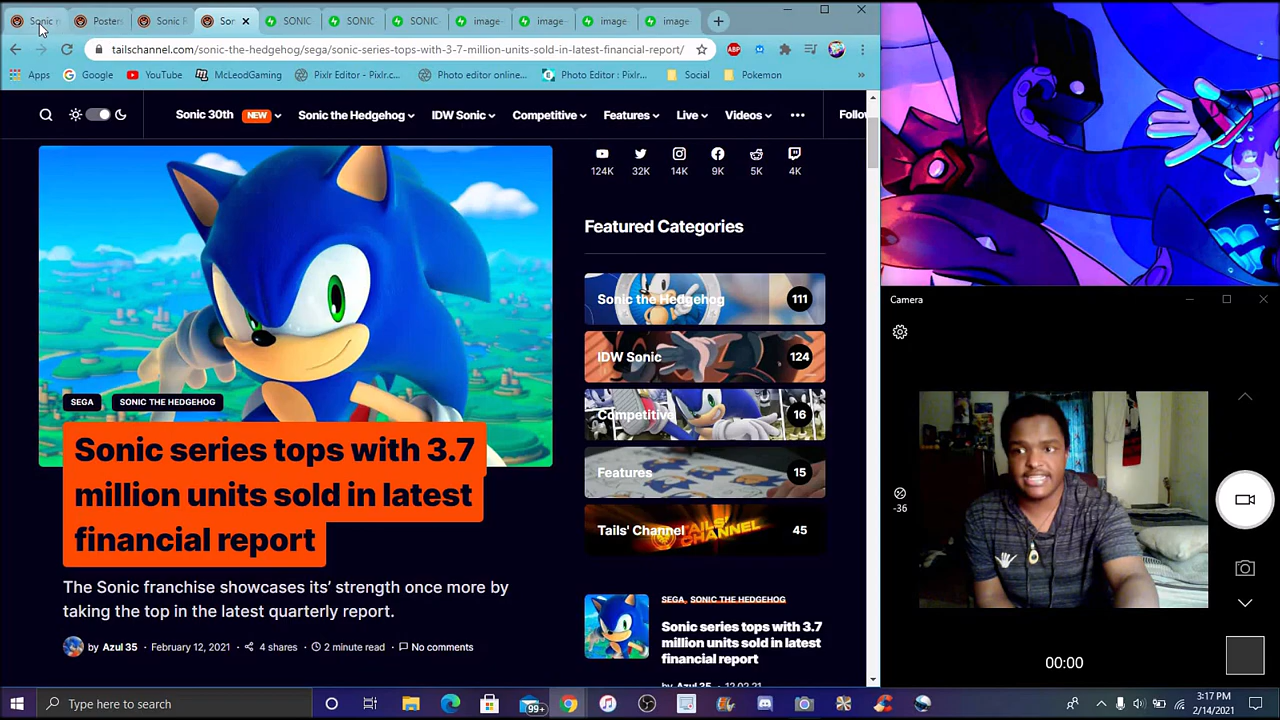 Sonic n
Posters
Sonic R
Son
SONIC
SONIC
SONIC
image
image
image
image
tailschannel.com/sonic-the-hedgehog/sega/sonic-series-tops-with-3-7-million-units-sold-in-latest-financial-report/
ABP
Apps
Google
YouTube
McLeodGaming
Pixlr Editor - Pixlr.c...
Photo editor online...
Photo Editor : Pixlr...
Social
Pokemon
»
Sonic 30th NEW
Sonic the Hedgehog
IDW Sonic
Competitive
Features
Live
Videos
Follo
124K
32K
14K
9K
5K
4K
Featured Categories
Sonic the Hedgehog 111
IDW Sonic 124
Competitive 16
Features 15
Tails' Channel 45
SEGA
SONIC THE HEDGEHOG
Sonic series tops with 3.7
million units sold in latest
financial report
The Sonic franchise showcases its' strength once more by
taking the top in the latest quarterly report.
by Azul 35 · February 12, 2021 · 4 shares · 2 minute read · No comments
SEGA, SONIC THE HEDGEHOG
Sonic series tops with 3.7
million units sold in latest
financial report
by Azul 35 · 12.02.21
Camera
-36
00:00
Type here to search
99+
3:17 PM
2/14/2021